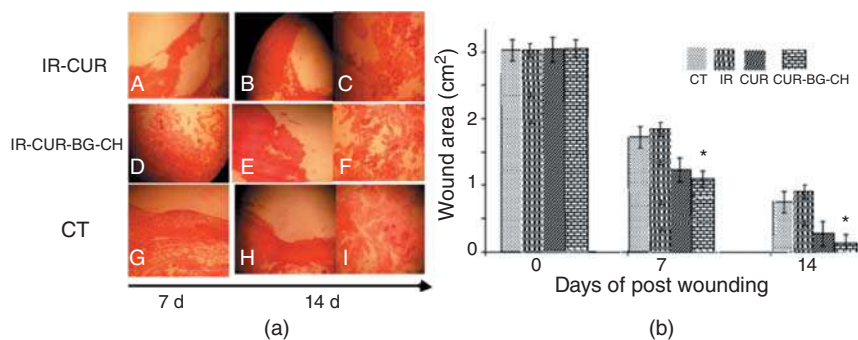 IR-CUR
A
B
C
IR-CUR-BG-CH
D
E
F
CT
G
H
I
7 d
14 d
(a)
Wound area (cm²)
3
2
1
0
CT
IR
CUR
CUR-BG-CH
*
*
0
7
14
Days of post wounding
(b)